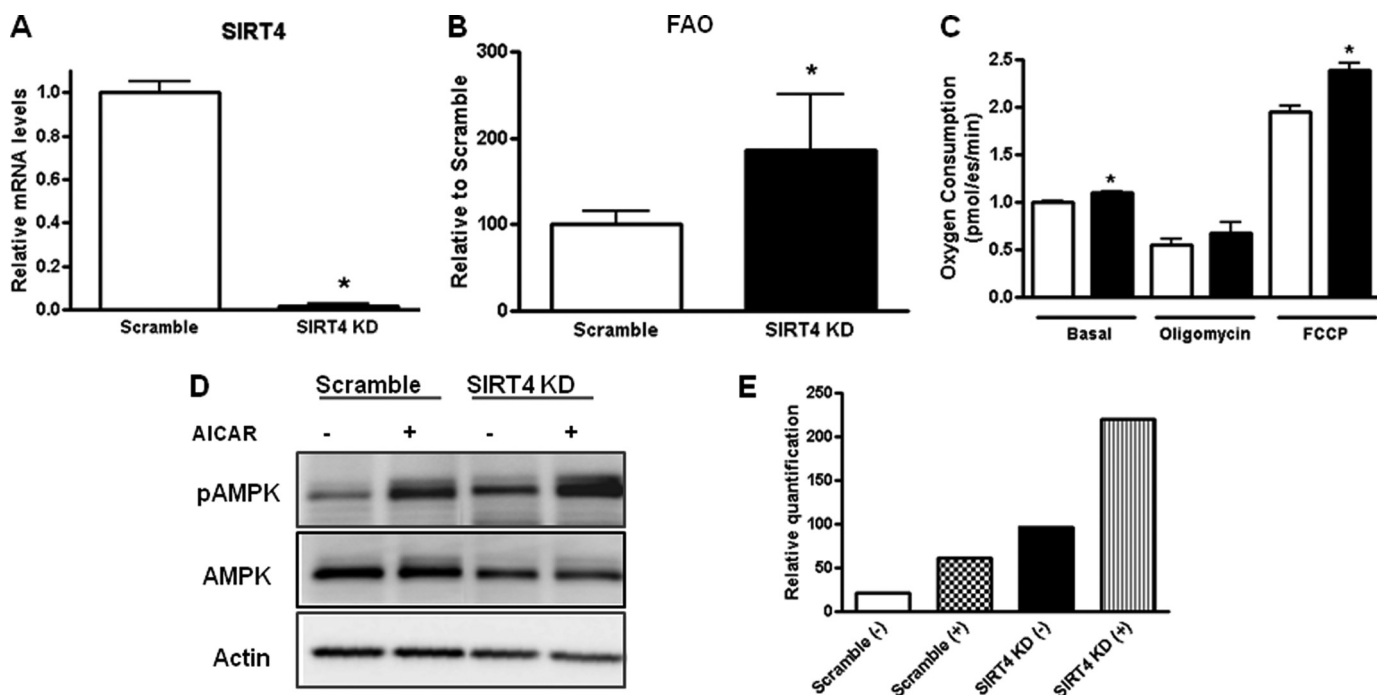 A
SIRT4
Relative mRNA levels
1.0
0.8
0.6
0.4
0.2
0.0
*
Scramble
SIRT4 KD
B
FAO
Relative to Scramble
300
200
100
0
*
Scramble
SIRT4 KD
C
Oxygen Consumption
(pmol/es/min)
2.5
2.0
1.5
1.0
0.5
0.0
*
*
Basal
Oligomycin
FCCP
D
Scramble
SIRT4 KD
AICAR
- + - +
pAMPK
AMPK
Actin
E
Relative quantification
250
200
150
100
50
0
Scramble (-)
Scramble (+)
SIRT4 KD (-)
SIRT4 KD (+)